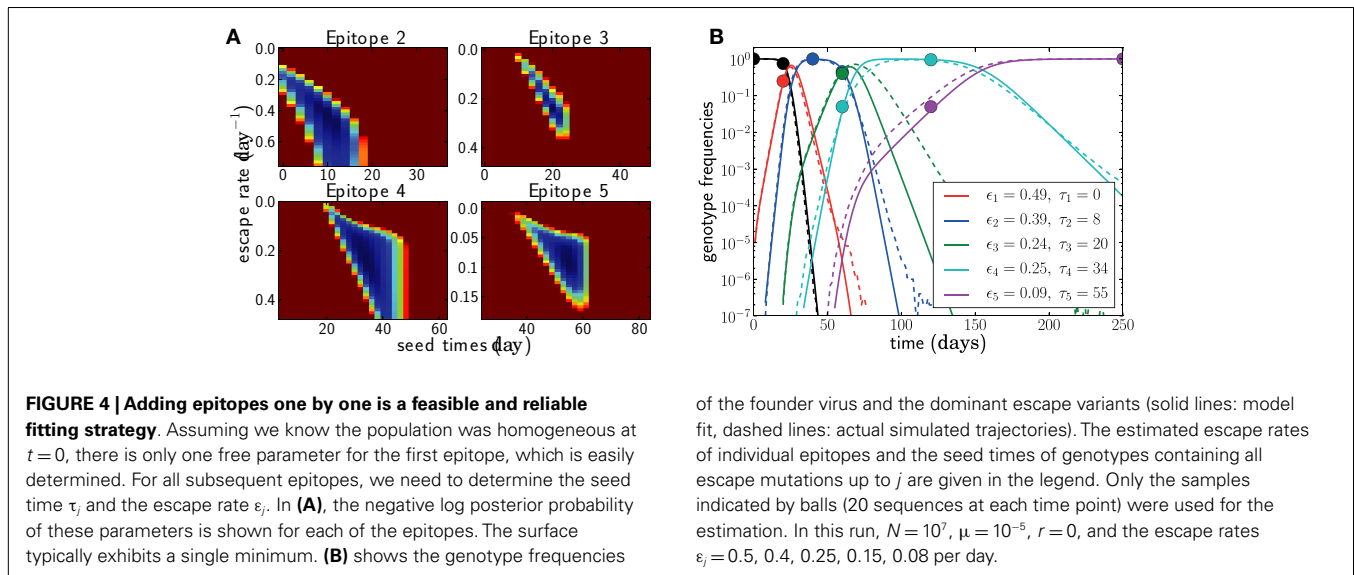 A
Epitope 2
Epitope 3
0.0
0.2
0.4
0.6
0 10 20 30
0.0
0.2
0.4
0 20 40
escape rate (day⁻¹)
Epitope 4
Epitope 5
0.0
0.2
0.4
20 40 60
0.00
0.05
0.10
0.15
20 40 60 80
seed times (day)
B
genotype frequencies
10⁰
10⁻¹
10⁻²
10⁻³
10⁻⁴
10⁻⁵
10⁻⁶
10⁻⁷
ϵ₁ = 0.49, τ₁ = 0
ϵ₂ = 0.39, τ₂ = 8
ϵ₃ = 0.24, τ₃ = 20
ϵ₄ = 0.25, τ₄ = 34
ϵ₅ = 0.09, τ₅ = 55
0 50 100 150 200 250
time (days)
FIGURE 4 | Adding epitopes one by one is a feasible and reliable
fitting strategy. Assuming we know the population was homogeneous at
t = 0, there is only one free parameter for the first epitope, which is easily
determined. For all subsequent epitopes, we need to determine the seed
time τⱼ and the escape rate εⱼ. In (A), the negative log posterior probability
of these parameters is shown for each of the epitopes. The surface
typically exhibits a single minimum. (B) shows the genotype frequencies
of the founder virus and the dominant escape variants (solid lines: model
fit, dashed lines: actual simulated trajectories). The estimated escape rates
of individual epitopes and the seed times of genotypes containing all
escape mutations up to j are given in the legend. Only the samples
indicated by balls (20 sequences at each time point) were used for the
estimation. In this run, N = 10⁷, μ = 10⁻⁵, r = 0, and the escape rates
εⱼ = 0.5, 0.4, 0.25, 0.15, 0.08 per day.